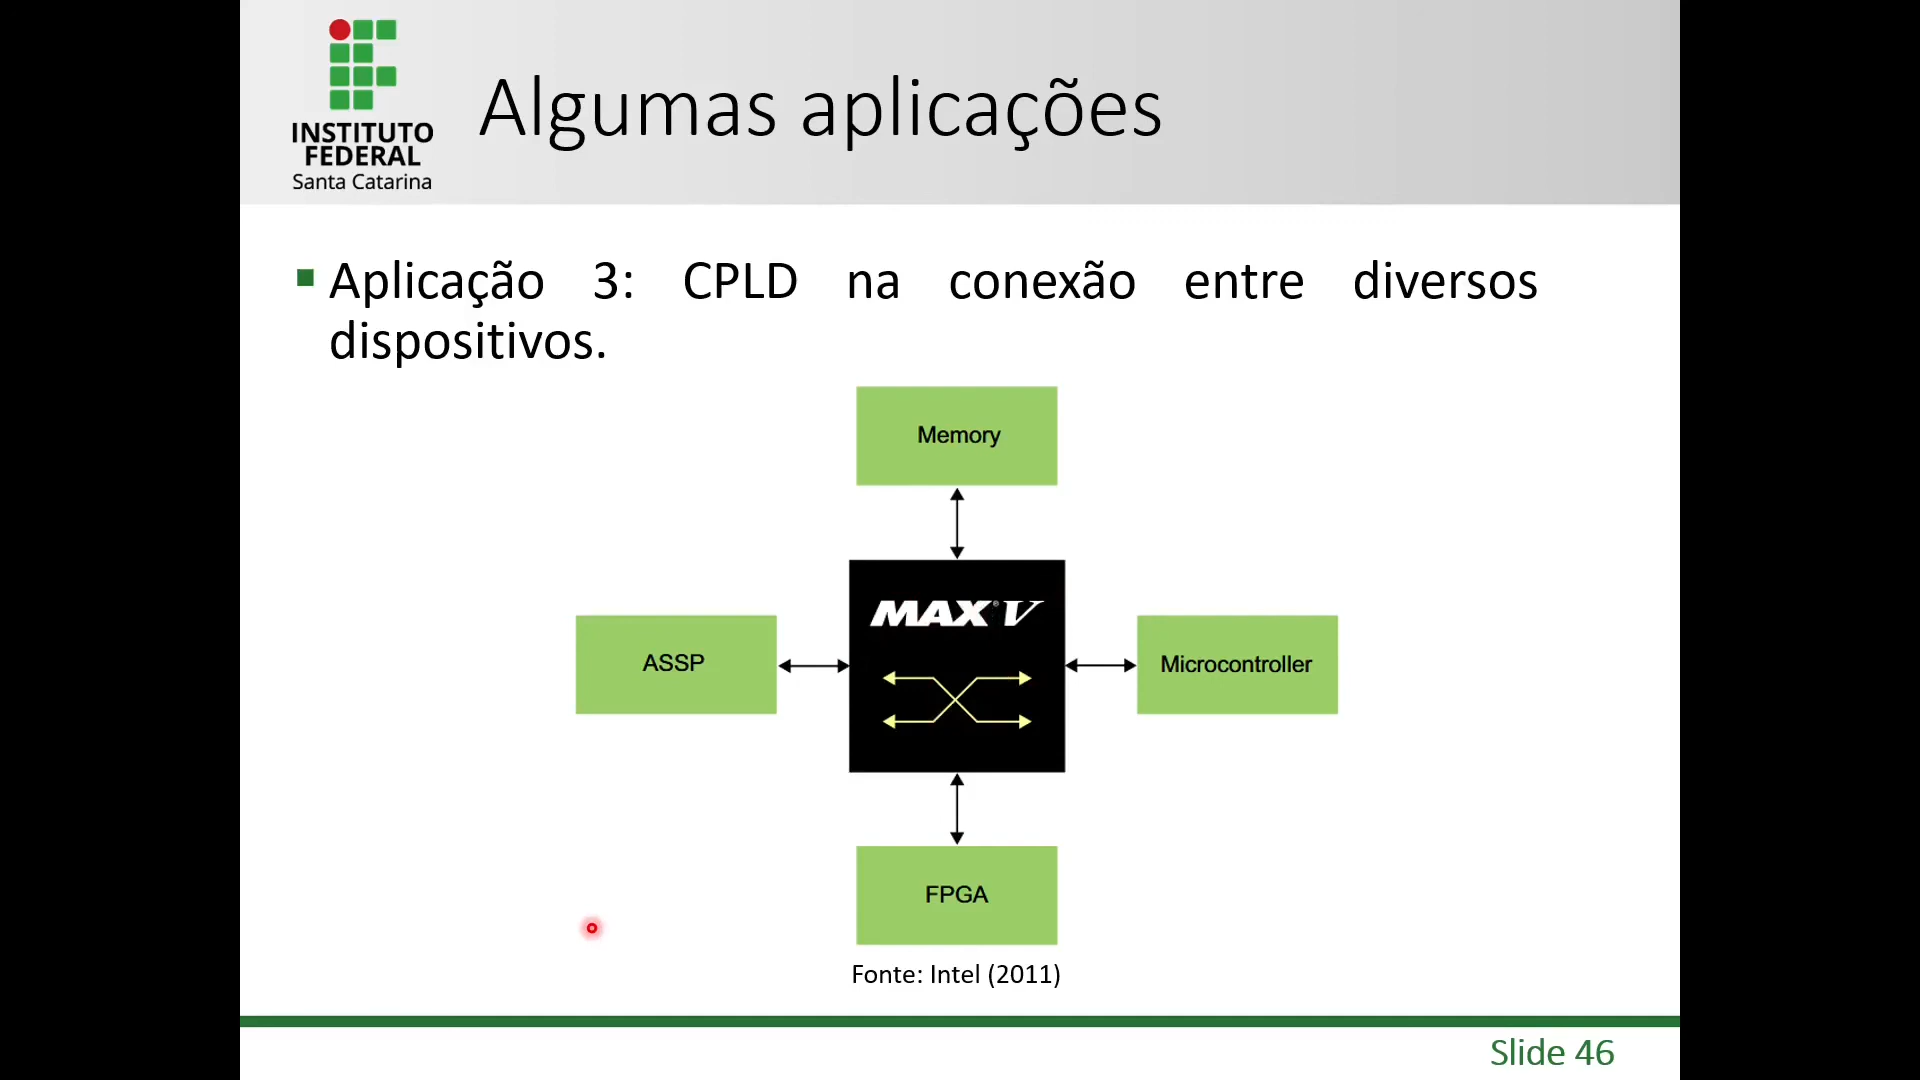 INSTITUTO
FEDERAL
Santa Catarina
Algumas aplicações
Aplicação 3: CPLD na conexão entre diversos
dispositivos.
Memory
MAX® V
ASSP
Microcontroller
FPGA
Fonte: Intel (2011)
Slide 46